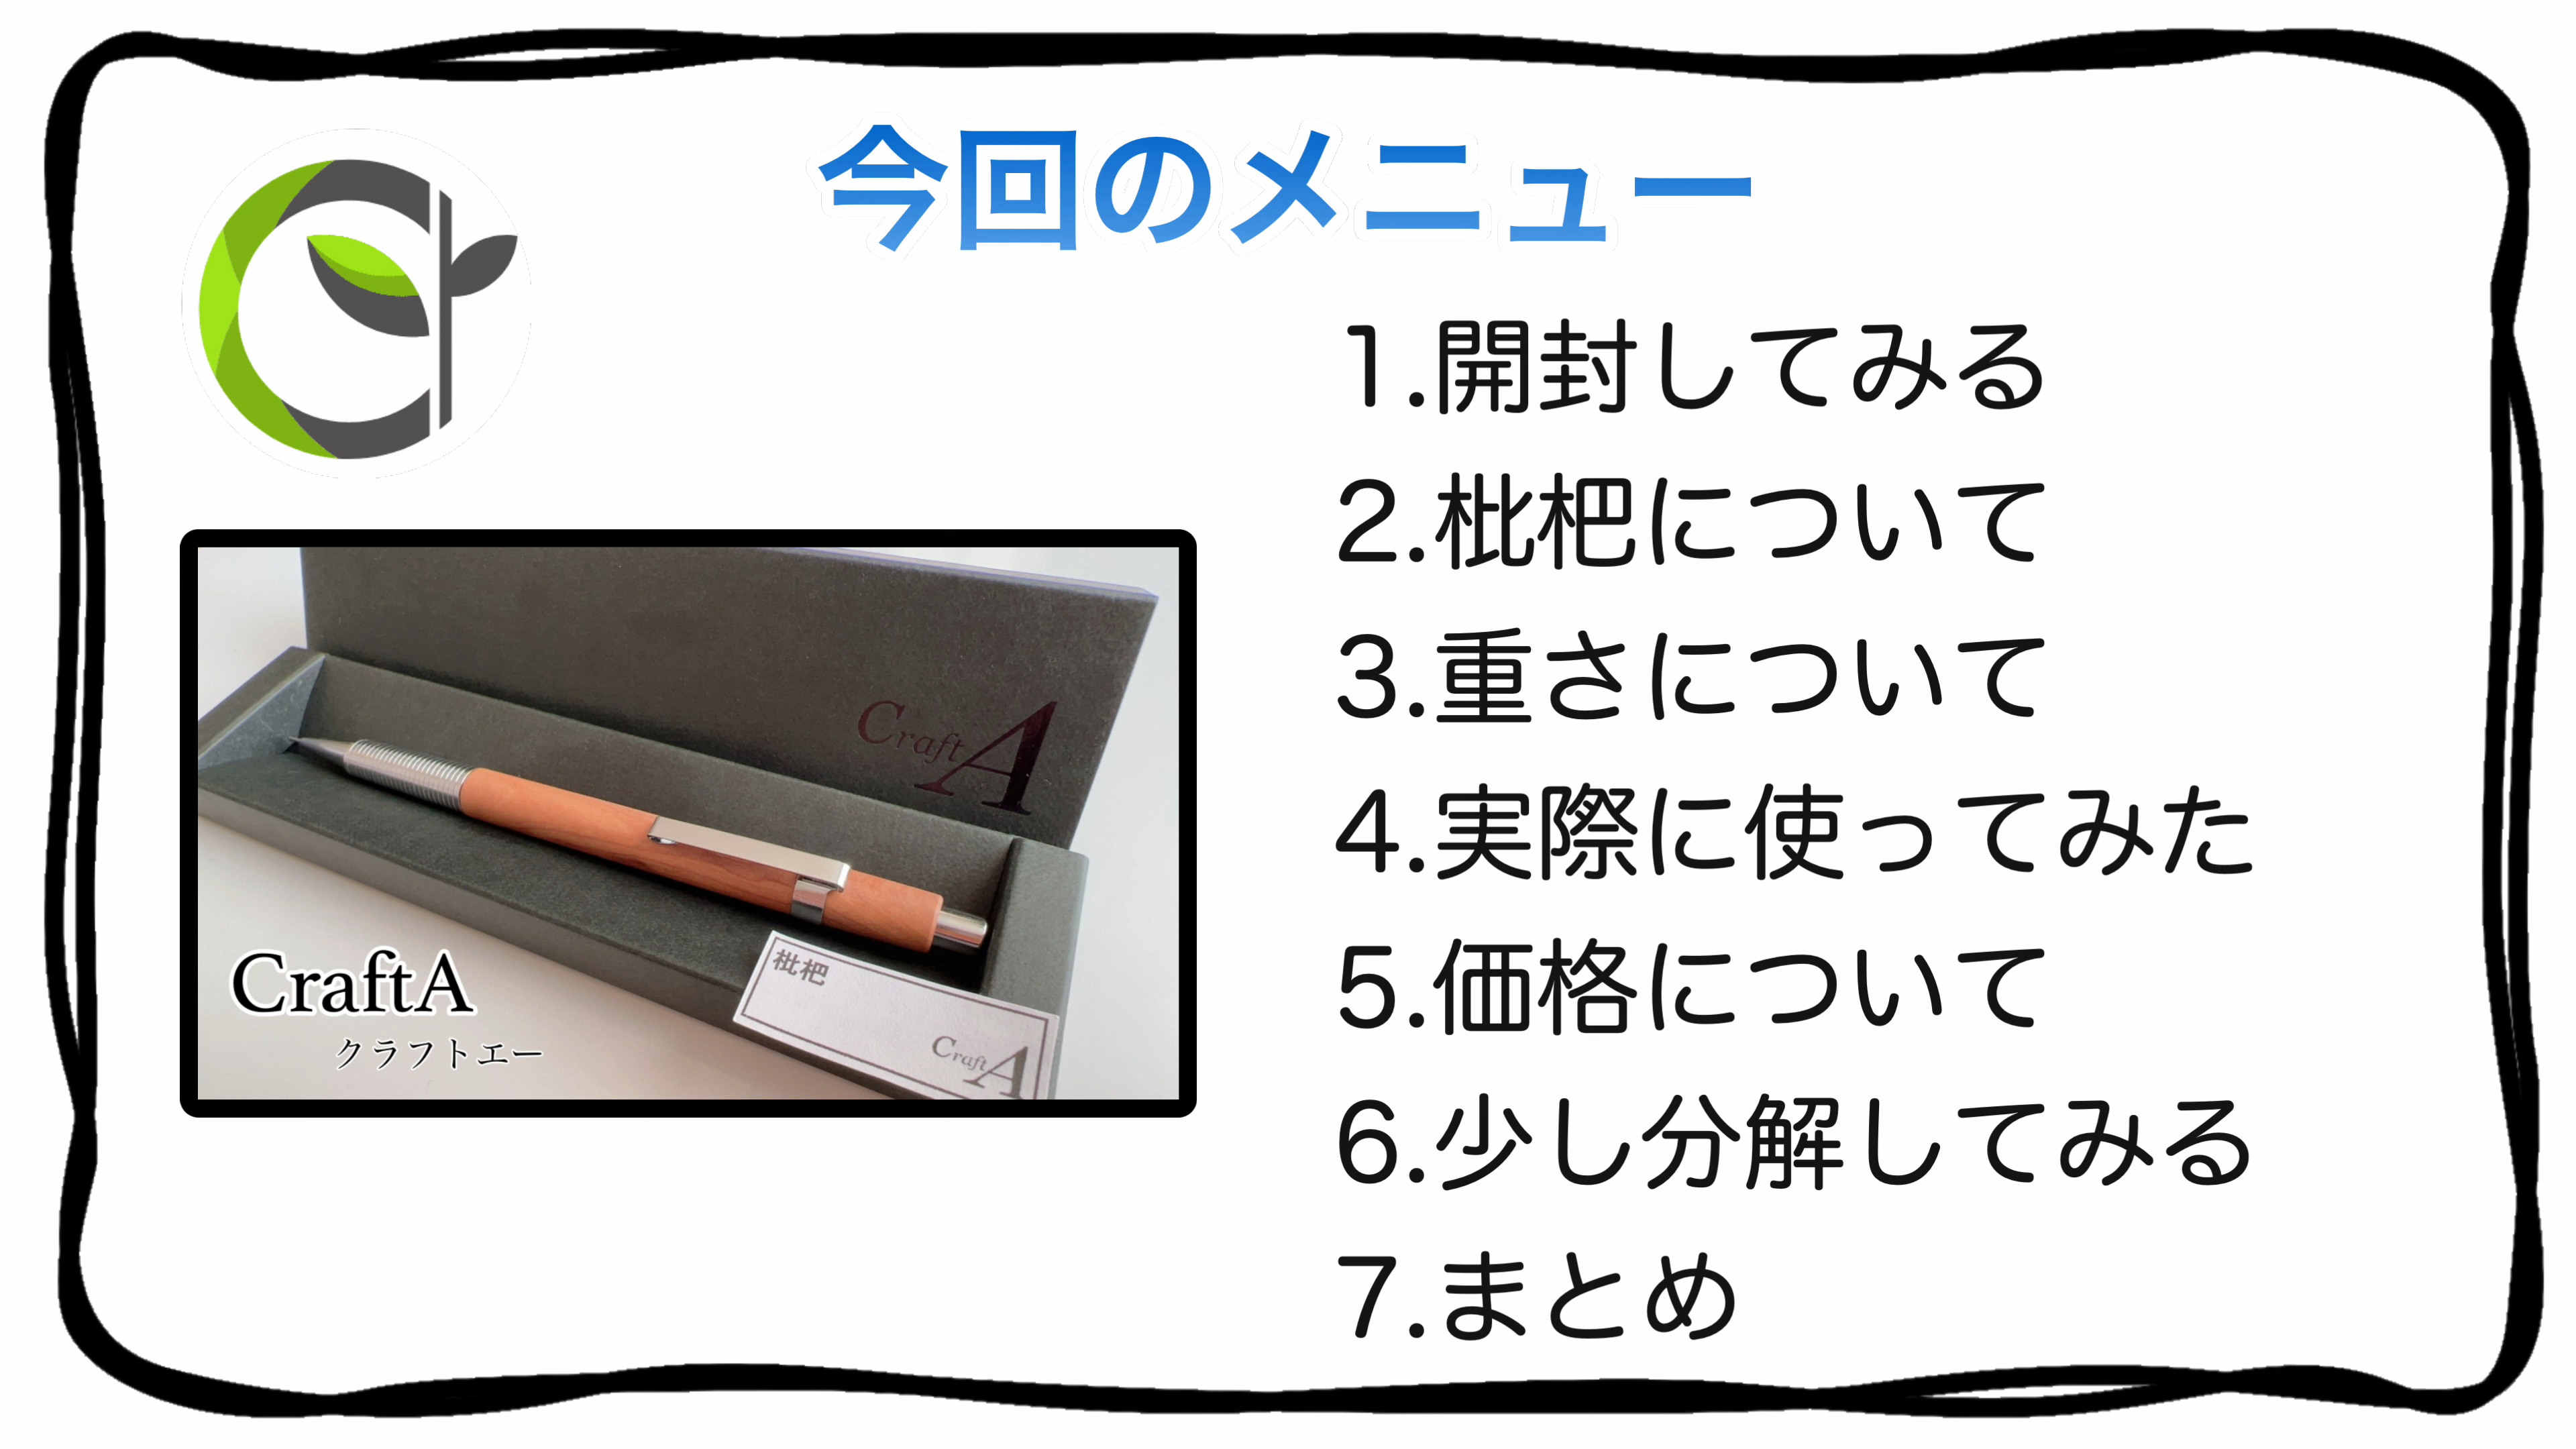 今回のメニュー
1.開封してみる
2.枇杷について
3.重さについて
4.実際に使ってみた
5.価格について
6.少し分解してみる
7.まとめ
Craft A
枇杷
Craft A
CraftA
クラフトエー